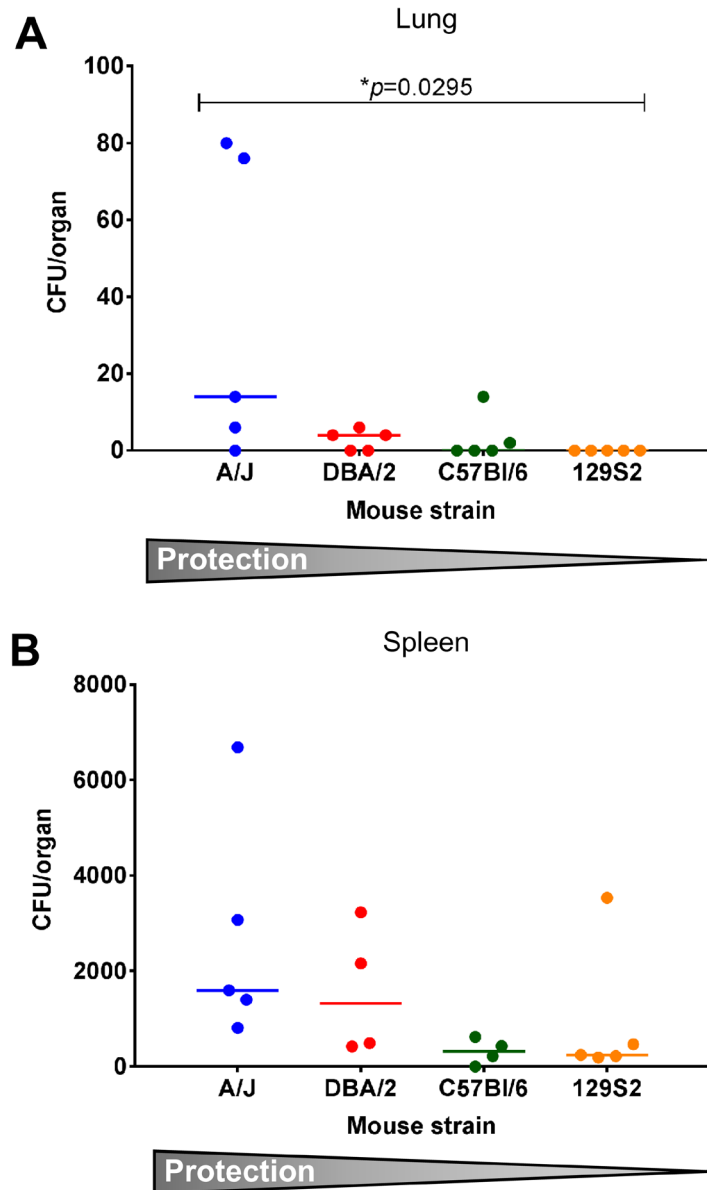 A
Lung
100
*p=0.0295
80
60
40
20
0
CFU/organ
A/J DBA/2 C57Bl/6 129S2
Mouse strain
Protection
B
Spleen
8000
6000
4000
2000
0
CFU/organ
A/J DBA/2 C57Bl/6 129S2
Mouse strain
Protection